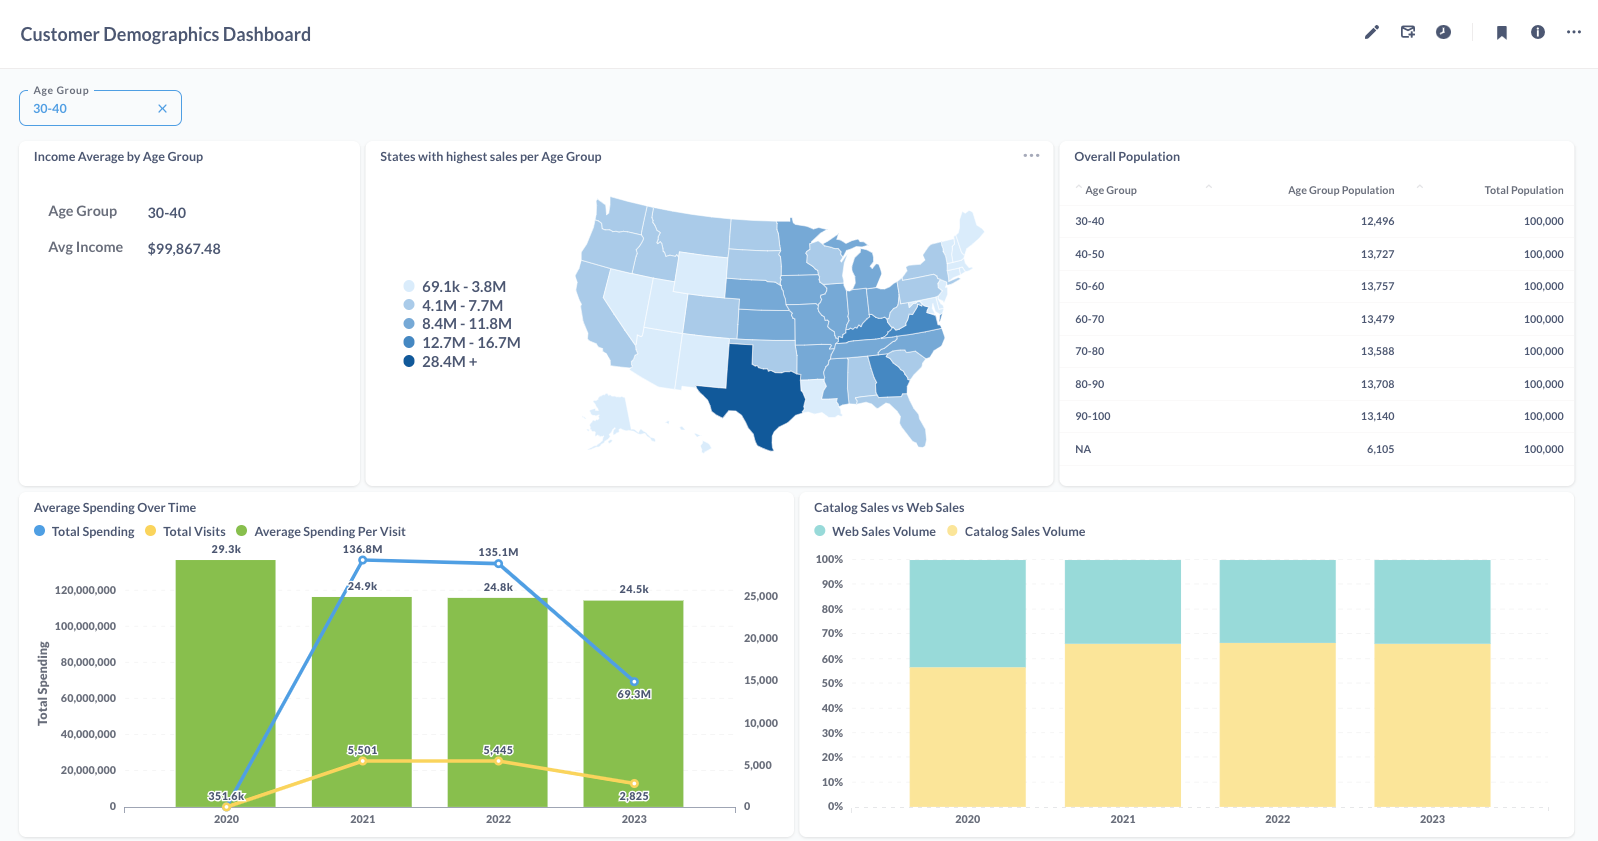 Customer Demographics Dashboard
Age Group
30-40
Income Average by Age Group
Age Group 30-40
Avg Income $99,867.48
States with highest sales per Age Group
69.1k - 3.8M
4.1M - 7.7M
8.4M - 11.8M
12.7M - 16.7M
28.4M +
Overall Population
Age Group Age Group Population Total Population
30-40 12,496 100,000
40-50 13,727 100,000
50-60 13,757 100,000
60-70 13,479 100,000
70-80 13,588 100,000
80-90 13,708 100,000
90-100 13,140 100,000
NA 6,105 100,000
Average Spending Over Time
Total Spending Total Visits Average Spending Per Visit
29.3k 136.8M 135.1M
24.9k 24.8k 24.5k
69.3M
5,501 5,445
351.6k 2,825
Total Spending
120,000,000
100,000,000
80,000,000
60,000,000
40,000,000
20,000,000
0
25,000
20,000
15,000
10,000
5,000
0
2020 2021 2022 2023
Catalog Sales vs Web Sales
Web Sales Volume Catalog Sales Volume
100%
90%
80%
70%
60%
50%
40%
30%
20%
10%
0%
2020 2021 2022 2023